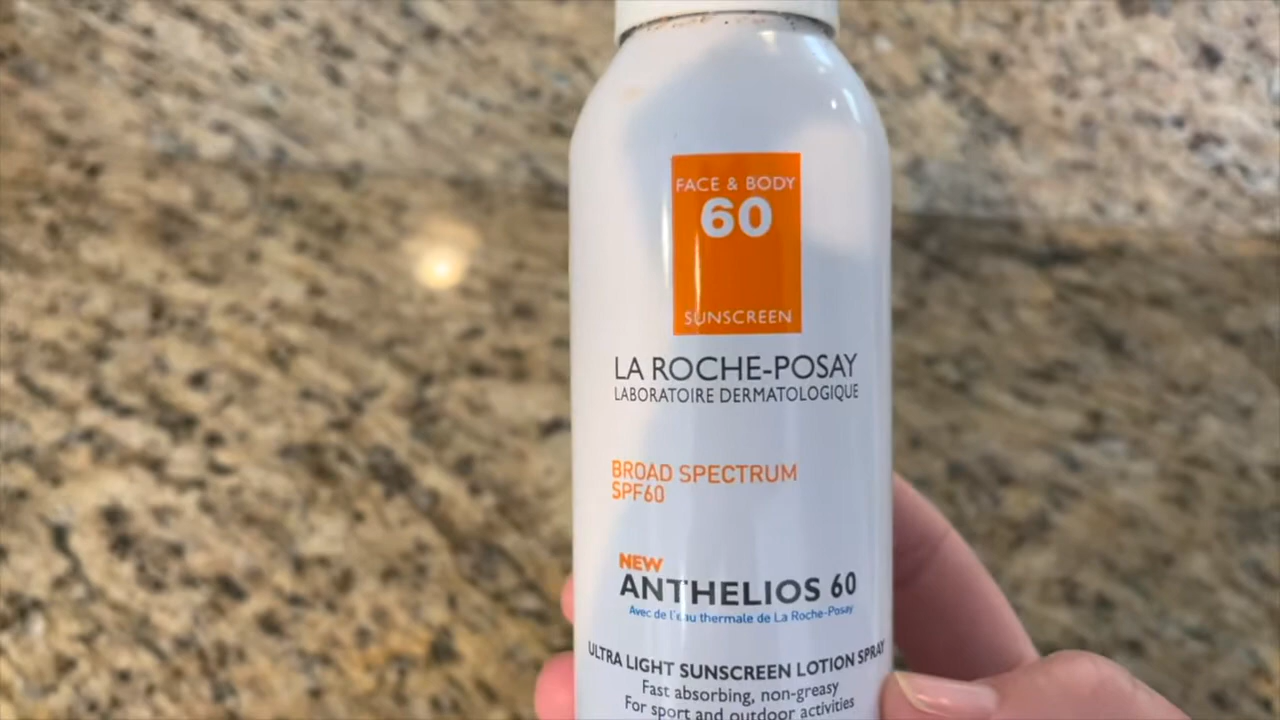 FACE & BODY
60
SUNSCREEN
LA ROCHE-POSAY
LABORATOIRE DERMATOLOGIQUE
BROAD SPECTRUM
SPF60
NEW
ANTHELIOS 60
Avec de l'eau thermale de La Roche-Posay
ULTRA LIGHT SUNSCREEN LOTION SPRAY
Fast absorbing, non-greasy
For sport and outdoor activities